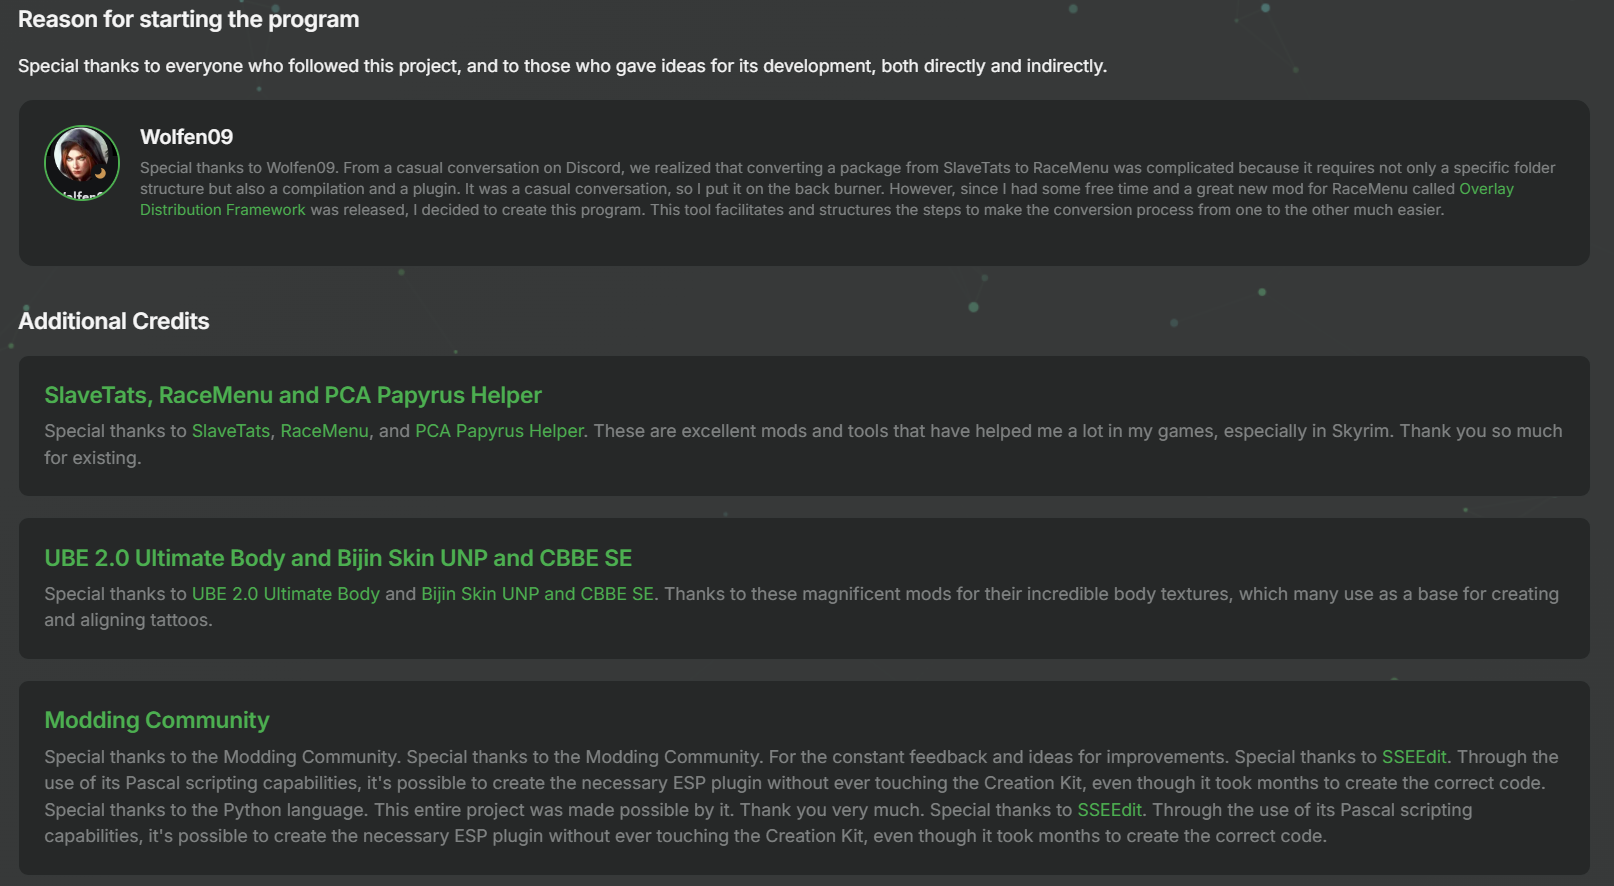 Reason for starting the program
Special thanks to everyone who followed this project, and to those who gave ideas for its development, both directly and indirectly.
Wolfen09
Special thanks to Wolfen09. From a casual conversation on Discord, we realized that converting a package from SlaveTats to RaceMenu was complicated because it requires not only a specific folder
structure but also a compilation and a plugin. It was a casual conversation, so I put it on the back burner. However, since I had some free time and a great new mod for RaceMenu called Overlay
Distribution Framework was released, I decided to create this program. This tool facilitates and structures the steps to make the conversion process from one to the other much easier.
Additional Credits
SlaveTats, RaceMenu and PCA Papyrus Helper
Special thanks to SlaveTats, RaceMenu, and PCA Papyrus Helper. These are excellent mods and tools that have helped me a lot in my games, especially in Skyrim. Thank you so much
for existing.
UBE 2.0 Ultimate Body and Bijin Skin UNP and CBBE SE
Special thanks to UBE 2.0 Ultimate Body and Bijin Skin UNP and CBBE SE. Thanks to these magnificent mods for their incredible body textures, which many use as a base for creating
and aligning tattoos.
Modding Community
Special thanks to the Modding Community. Special thanks to the Modding Community. For the constant feedback and ideas for improvements. Special thanks to SSEEdit. Through the
use of its Pascal scripting capabilities, it's possible to create the necessary ESP plugin without ever touching the Creation Kit, even though it took months to create the correct code.
Special thanks to the Python language. This entire project was made possible by it. Thank you very much. Special thanks to SSEEdit. Through the use of its Pascal scripting
capabilities, it's possible to create the necessary ESP plugin without ever touching the Creation Kit, even though it took months to create the correct code.